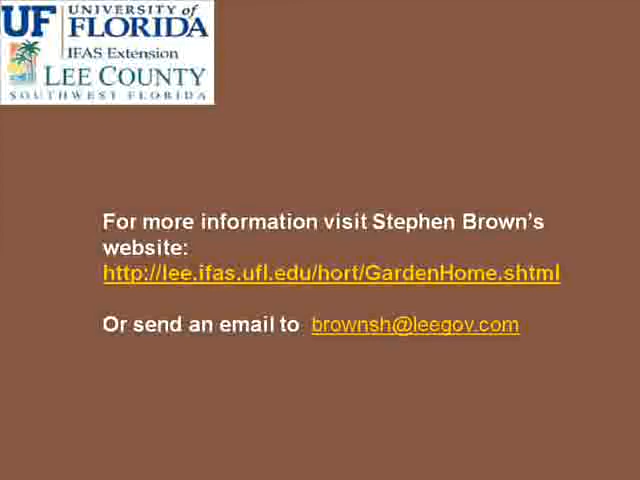 UF UNIVERSITY of
FLORIDA
IFAS Extension
LEE COUNTY
SOUTHWEST FLORIDA
For more information visit Stephen Brown's
website:
http://lee.ifas.ufl.edu/hort/GardenHome.shtml
Or send an email to brownsh@leegov.com